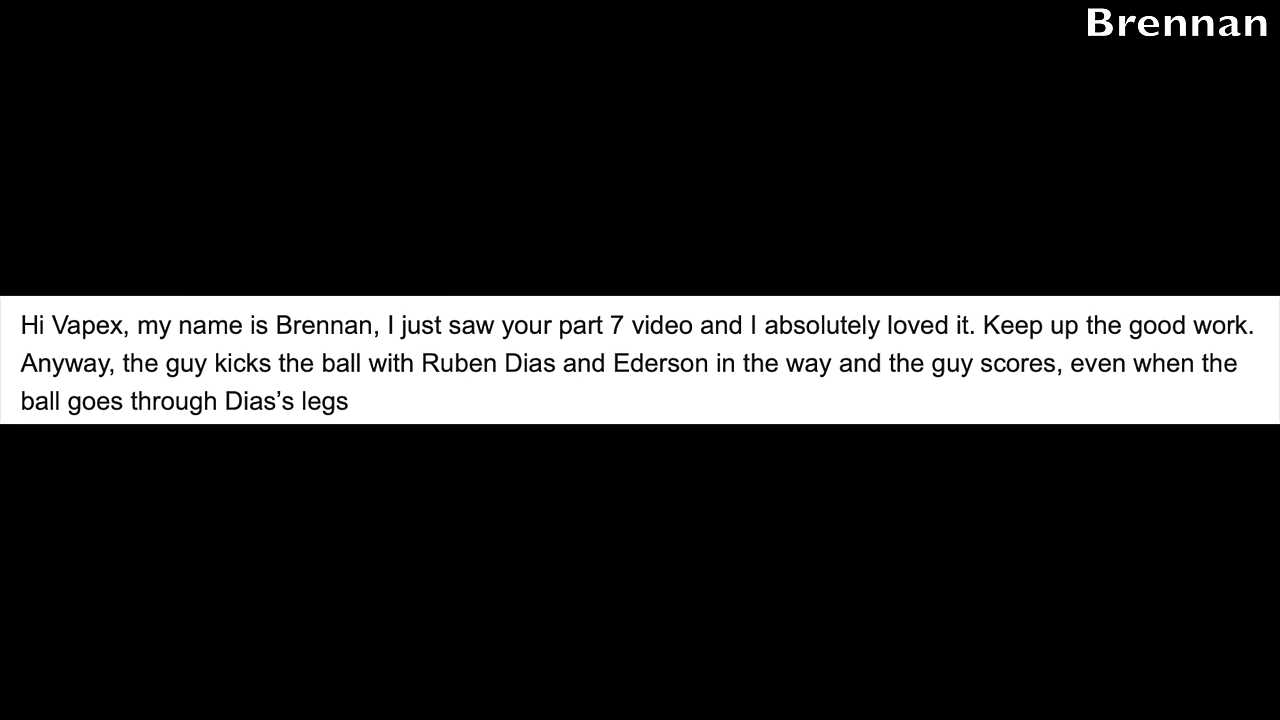 Brennan
Hi Vapex, my name is Brennan, I just saw your part 7 video and I absolutely loved it. Keep up the good work.
Anyway, the guy kicks the ball with Ruben Dias and Ederson in the way and the guy scores, even when the
ball goes through Dias’s legs